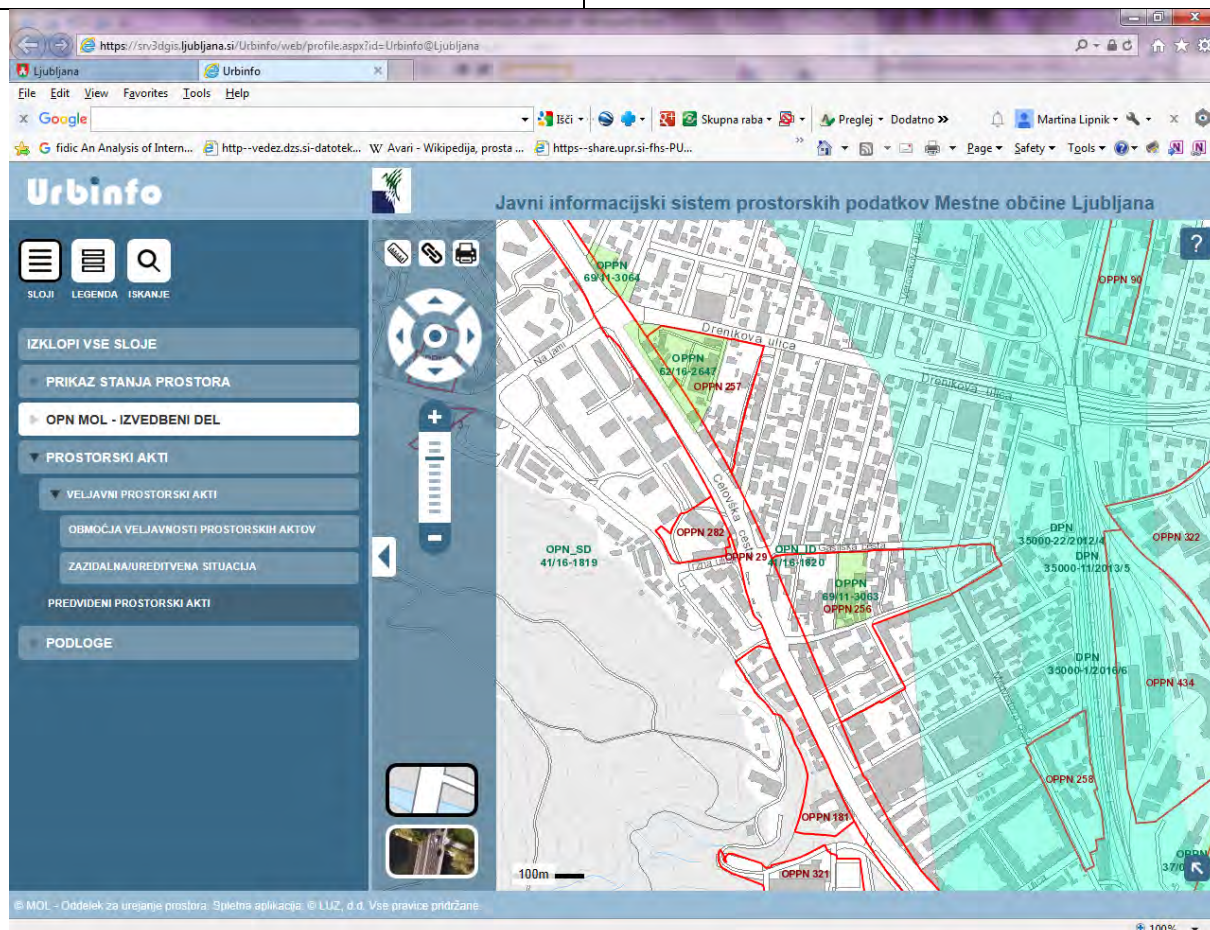 https://srv3dgis.ljubljana.si/Urbinfo/web/profile.aspx?id=Urbinfo@Ljubljana
Ljubljana
Urbinfo
File Edit View Favorites Tools Help
Google
Išči
Skupna raba
Preglej
Dodatno »
Martina Lipnik
G fidic An Analysis of Intern...
http--vedez.dzs.si-datotek...
W Avari - Wikipedija, prosta ...
https--share.upr.si-fhs-PU...
Page Safety Tools
Urbinfo
Javni informacijski sistem prostorskih podatkov Mestne občine Ljubljana
SLOJI LEGENDA ISKANJE
IZKLOPI VSE SLOJE
PRIKAZ STANJA PROSTORA
OPN MOL - IZVEDBENI DEL
PROSTORSKI AKTI
VELJAVNI PROSTORSKI AKTI
OBMOČJA VELJAVNOSTI PROSTORSKIH AKTOV
ZAZIDALNA/UREDITVENA SITUACIJA
PREDVIDENI PROSTORSKI AKTI
PODLOGE
?
OPPN
69/11-3064
OPPN 90
Drenikova ulica
Na jami
OPPN
62/16-2647
OPPN 257
Drenikova ulica
Celovška cesta
OPPN 282
OPPN 29
OPN_SD
41/16-1819
OPN_ID
41/16-1820
OPPN
69/11-3063
OPPN 256
DPN
35000-22/2012/4
DPN
35000-11/2013/5
OPPN 322
DPN
35000-1/2016/6
OPPN 434
OPPN 258
OPPN 181
OPPN 321
OPPN
100m
© MOL - Oddelek za urejanje prostora. Spletna aplikacija: © LUZ, d.d. Vse pravice pridržane.
100%